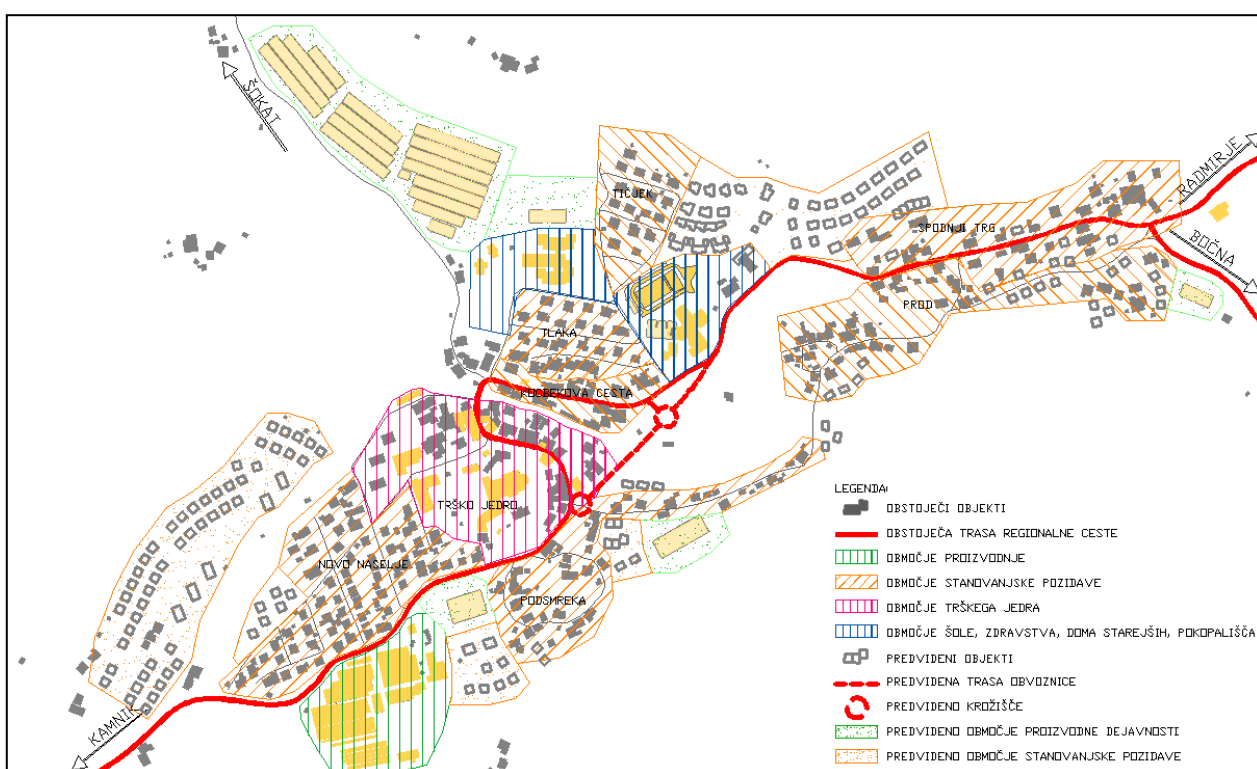 ŠOKAT
RADMIRJE
TIČJEK
SPODNJI TRG
BOČNA
PROD
TLAKA
KOCBEKOVA CESTA
TRŠKO JEDRO
NOVO NASELJE
PODSMREKA
KAMNIK
LEGENDA:
OBSTOJEČI OBJEKTI
OBSTOJEČA TRASA REGIONALNE CESTE
OBMOČJE PROIZVODNJE
OBMOČJE STANOVANJSKE POZIDAVE
OBMOČJE TRŠKEGA JEDRA
OBMOČJE ŠOLE, ZDRAVSTVA, DOMA STAREJŠIH, POKOPALIŠČA
PREDVIDENI OBJEKTI
PREDVIDENA TRASA OBVOZNICE
PREDVIDENO KROŽIŠČE
PREDVIDENO OBMOČJE PROIZVODNE DEJAVNOSTI
PREDVIDENO OBMOČJE STANOVANJSKE POZIDAVE